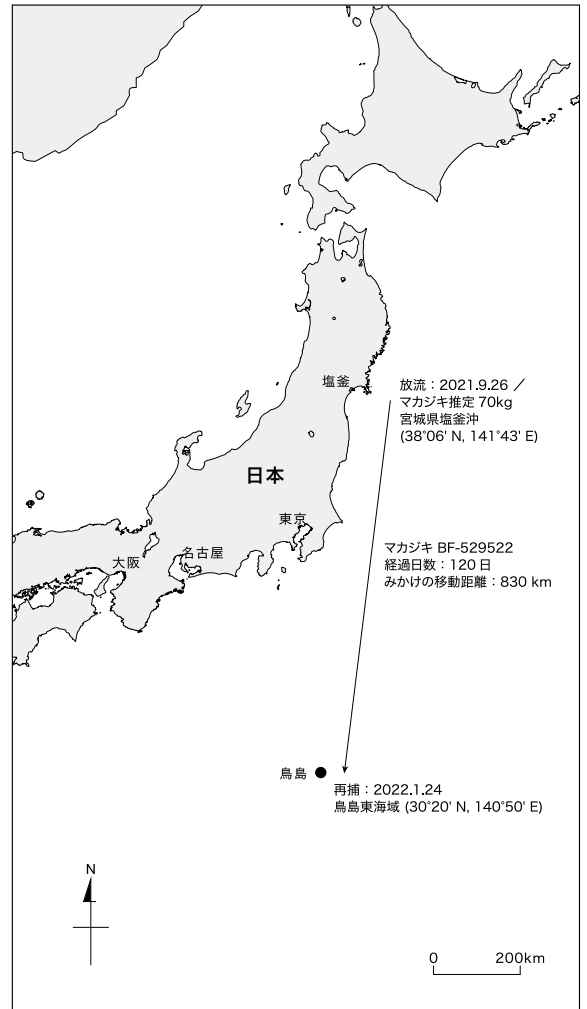 塩釜
放流：2021.9.26 ／
マカジキ推定 70kg
宮城県塩釜沖
(38°06' N, 141°43' E)
日本
東京
名古屋
大阪
マカジキ BF-529522
経過日数：120 日
みかけの移動距離：830 km
鳥島
再捕：2022.1.24
鳥島東海域 (30°20' N, 140°50' E)
N
0 200km